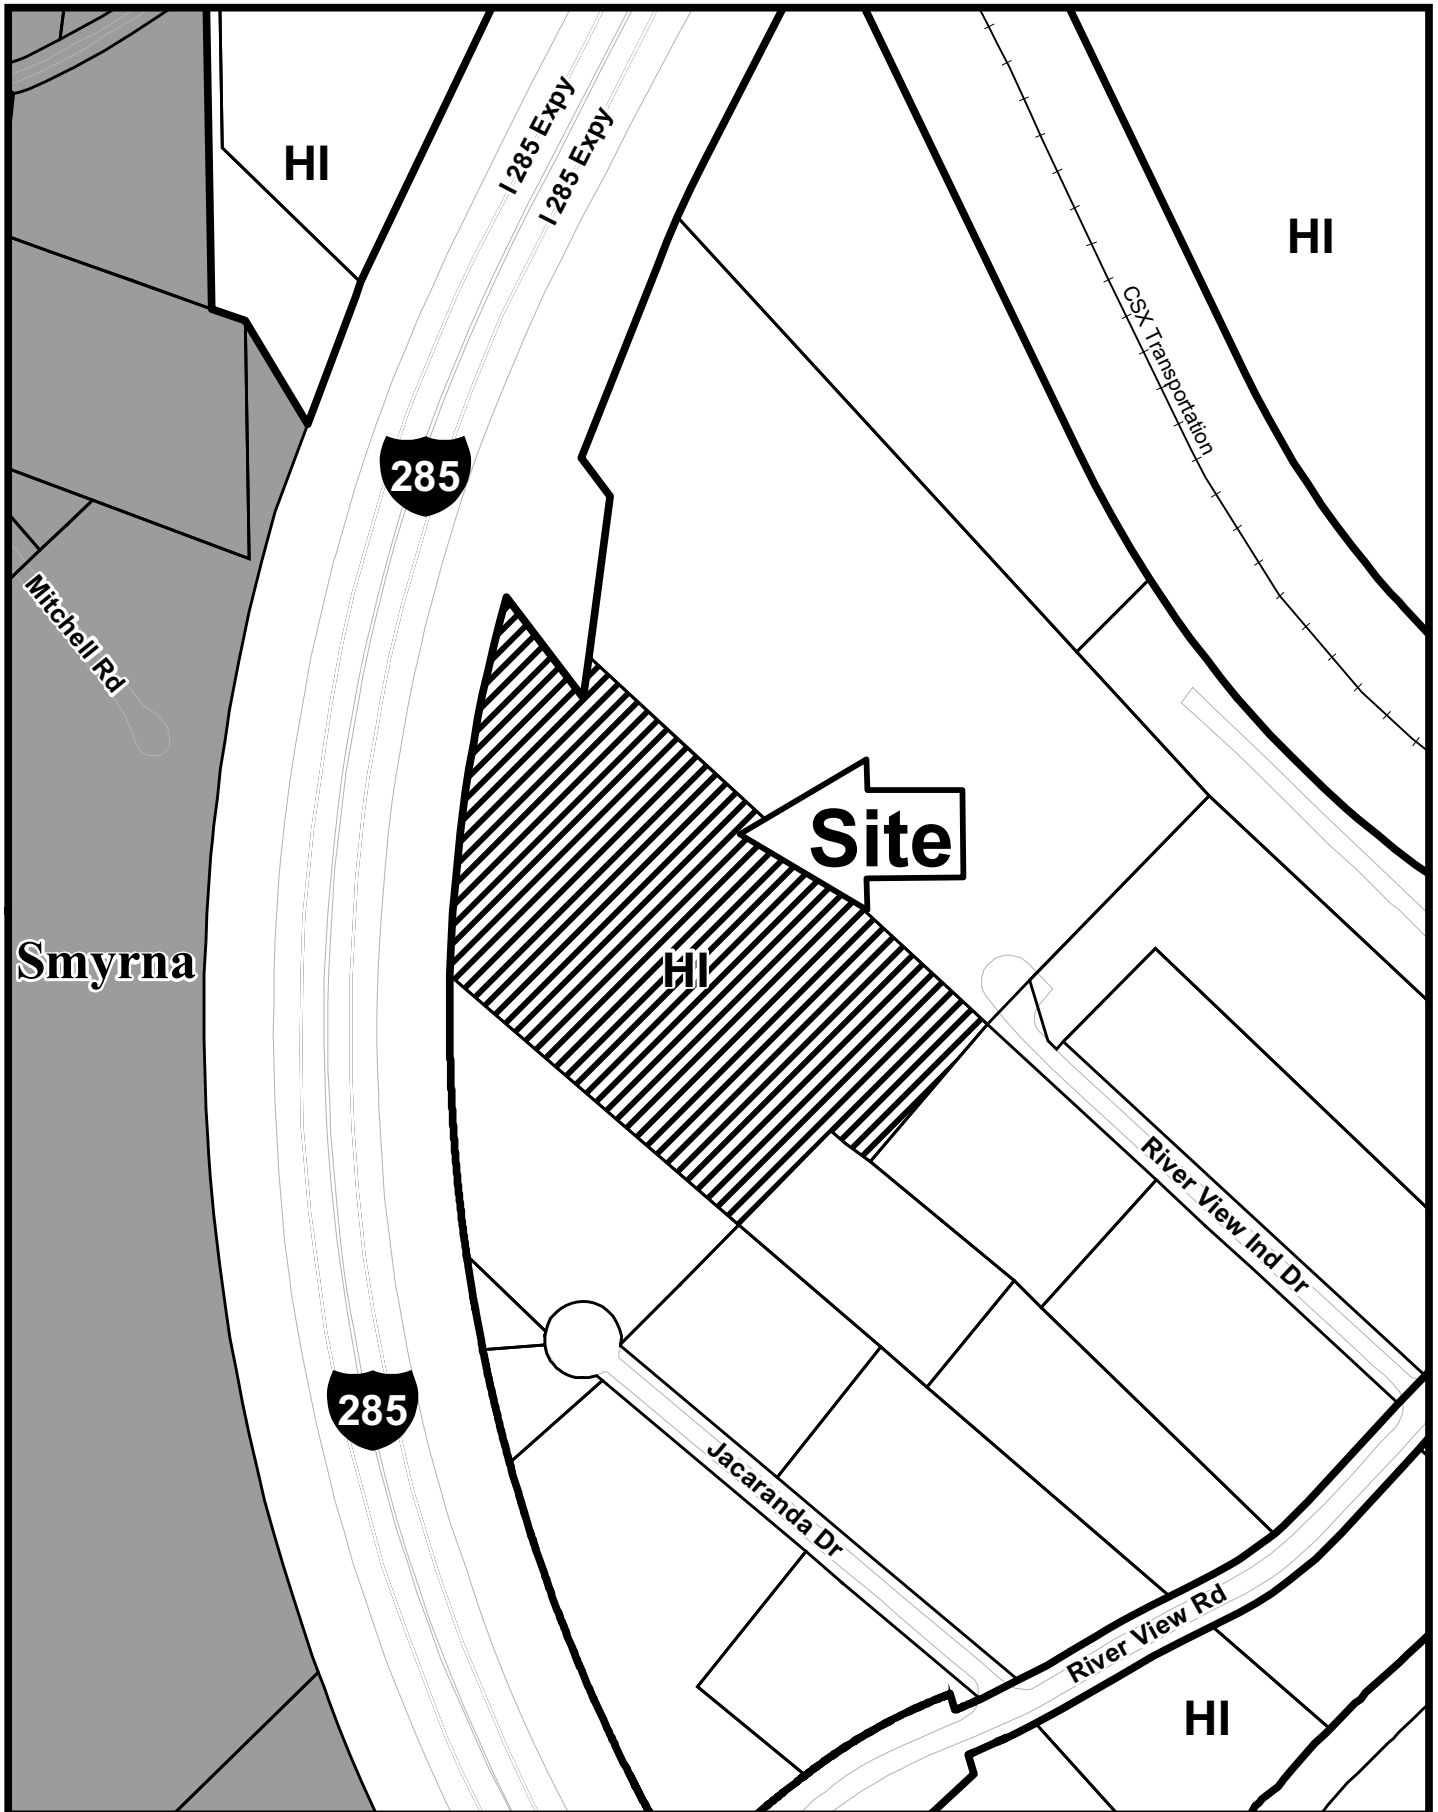 I 285 Expy
I 285 Expy
HI
HI
CSX Transportation
285
Mitchell Rd
Site
Smyrna
HI
River View Ind Dr
285
Jacaranda Dr
River View Rd
HI